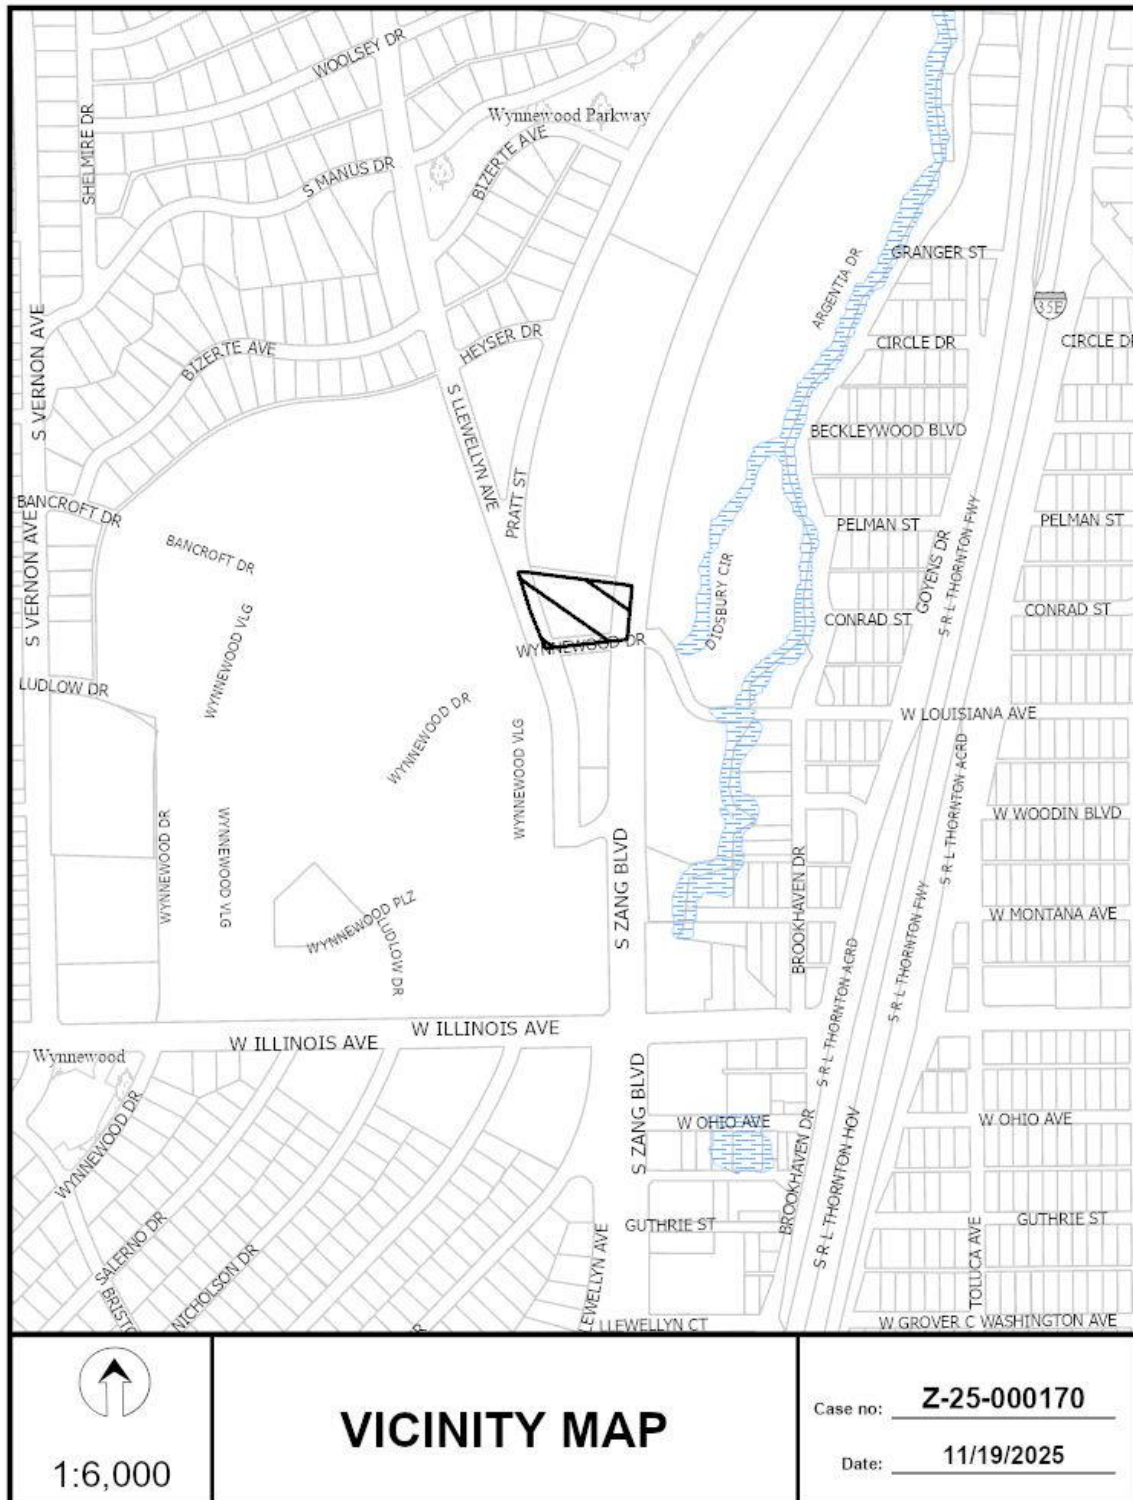 WOOLSEY DR
SHELMIRE DR
Wynnewood Parkway
BIZERTE AVE
S MANUS DR
GRANGER ST
ARGENTIA DR
35E
S VERNON AVE
HEYSER DR
CIRCLE DR
CIRCLE DR
BIZERTE AVE
S LLEWELLYN AVE
BECKLEYWOOD BLVD
BANCROFT DR
PRATT ST
PELMAN ST
PELMAN ST
S VERNON AVE
BANCROFT DR
GOYENS DR
S R L THORNTON FWY
DIDSBURY CIR
CONRAD ST
CONRAD ST
WYNNEWOOD VLG
WYNNEWOOD DR
LUDLOW DR
W LOUISIANA AVE
WYNNEWOOD DR
WYNNEWOOD VLG
S R L THORNTON ACRD
W WOODIN BLVD
WYNNEWOOD DR
WYNNEWOOD VLG
S ZANG BLVD
BROOKHAVEN DR
WYNNEWOOD PLZ
LUDLOW DR
S R L THORNTON FWY
W MONTANA AVE
S R L THORNTON ACRD
W ILLINOIS AVE
W ILLINOIS AVE
Wynnewood
WYNNEWOOD DR
S ZANG BLVD
W OHIO AVE
W OHIO AVE
BROOKHAVEN DR
S R L THORNTON HOV
SALERNO DR
GUTHRIE ST
GUTHRIE ST
S BRISTO
NICHOLSON DR
LEWELLYN AVE
TOLUCA AVE
LLEWELLYN CT
W GROVER C WASHINGTON AVE
1:6,000
VICINITY MAP
Case no: Z-25-000170
Date: 11/19/2025